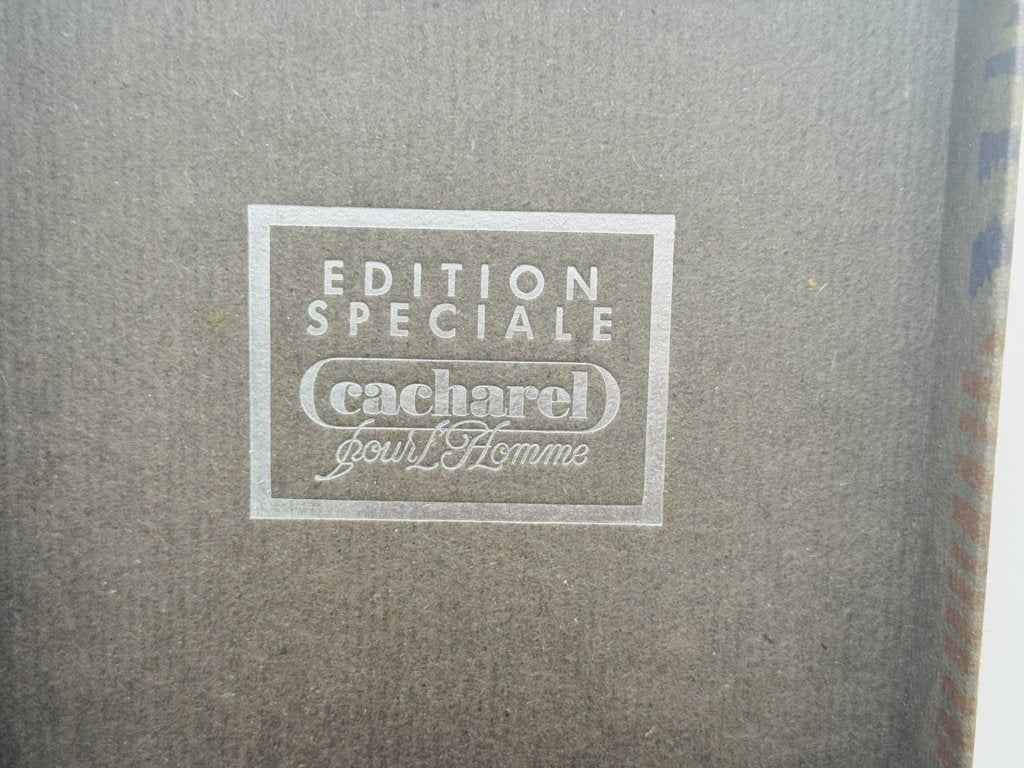 EDITION
SPECIALE
cacharel
pour L'Homme